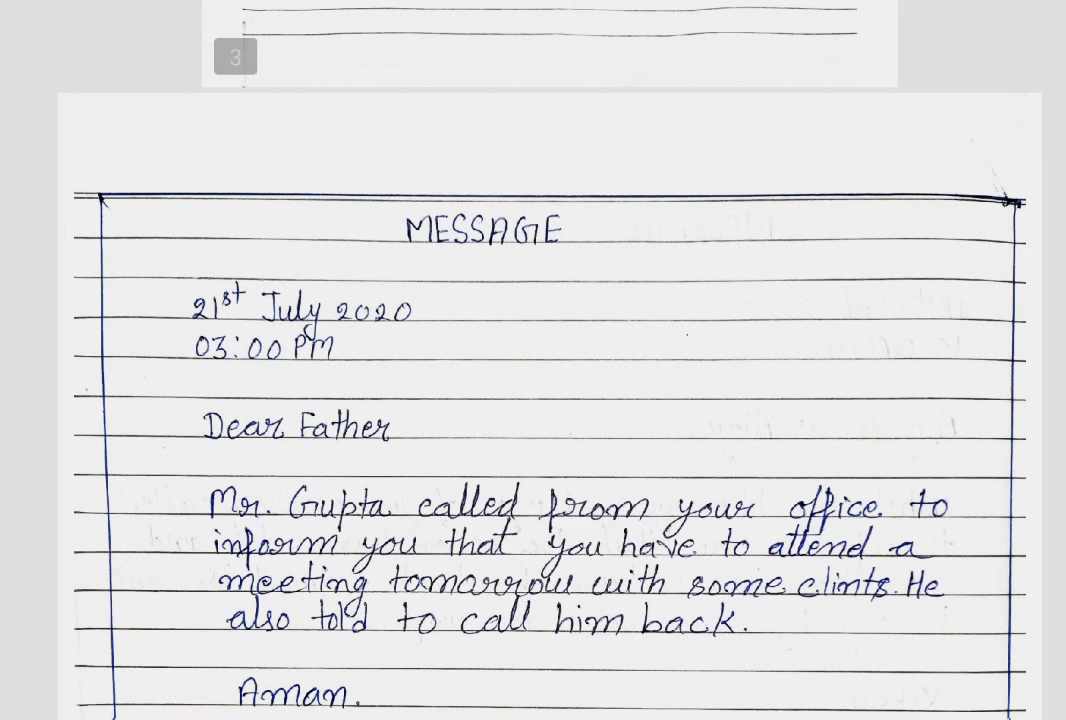 3
MESSAGE
21st July 2020
03:00 PM
Dear Father
Mr. Gupta called from your office to
inform you that you have to attend a
meeting tomorrow with some clints. He
also told to call him back.
Aman.